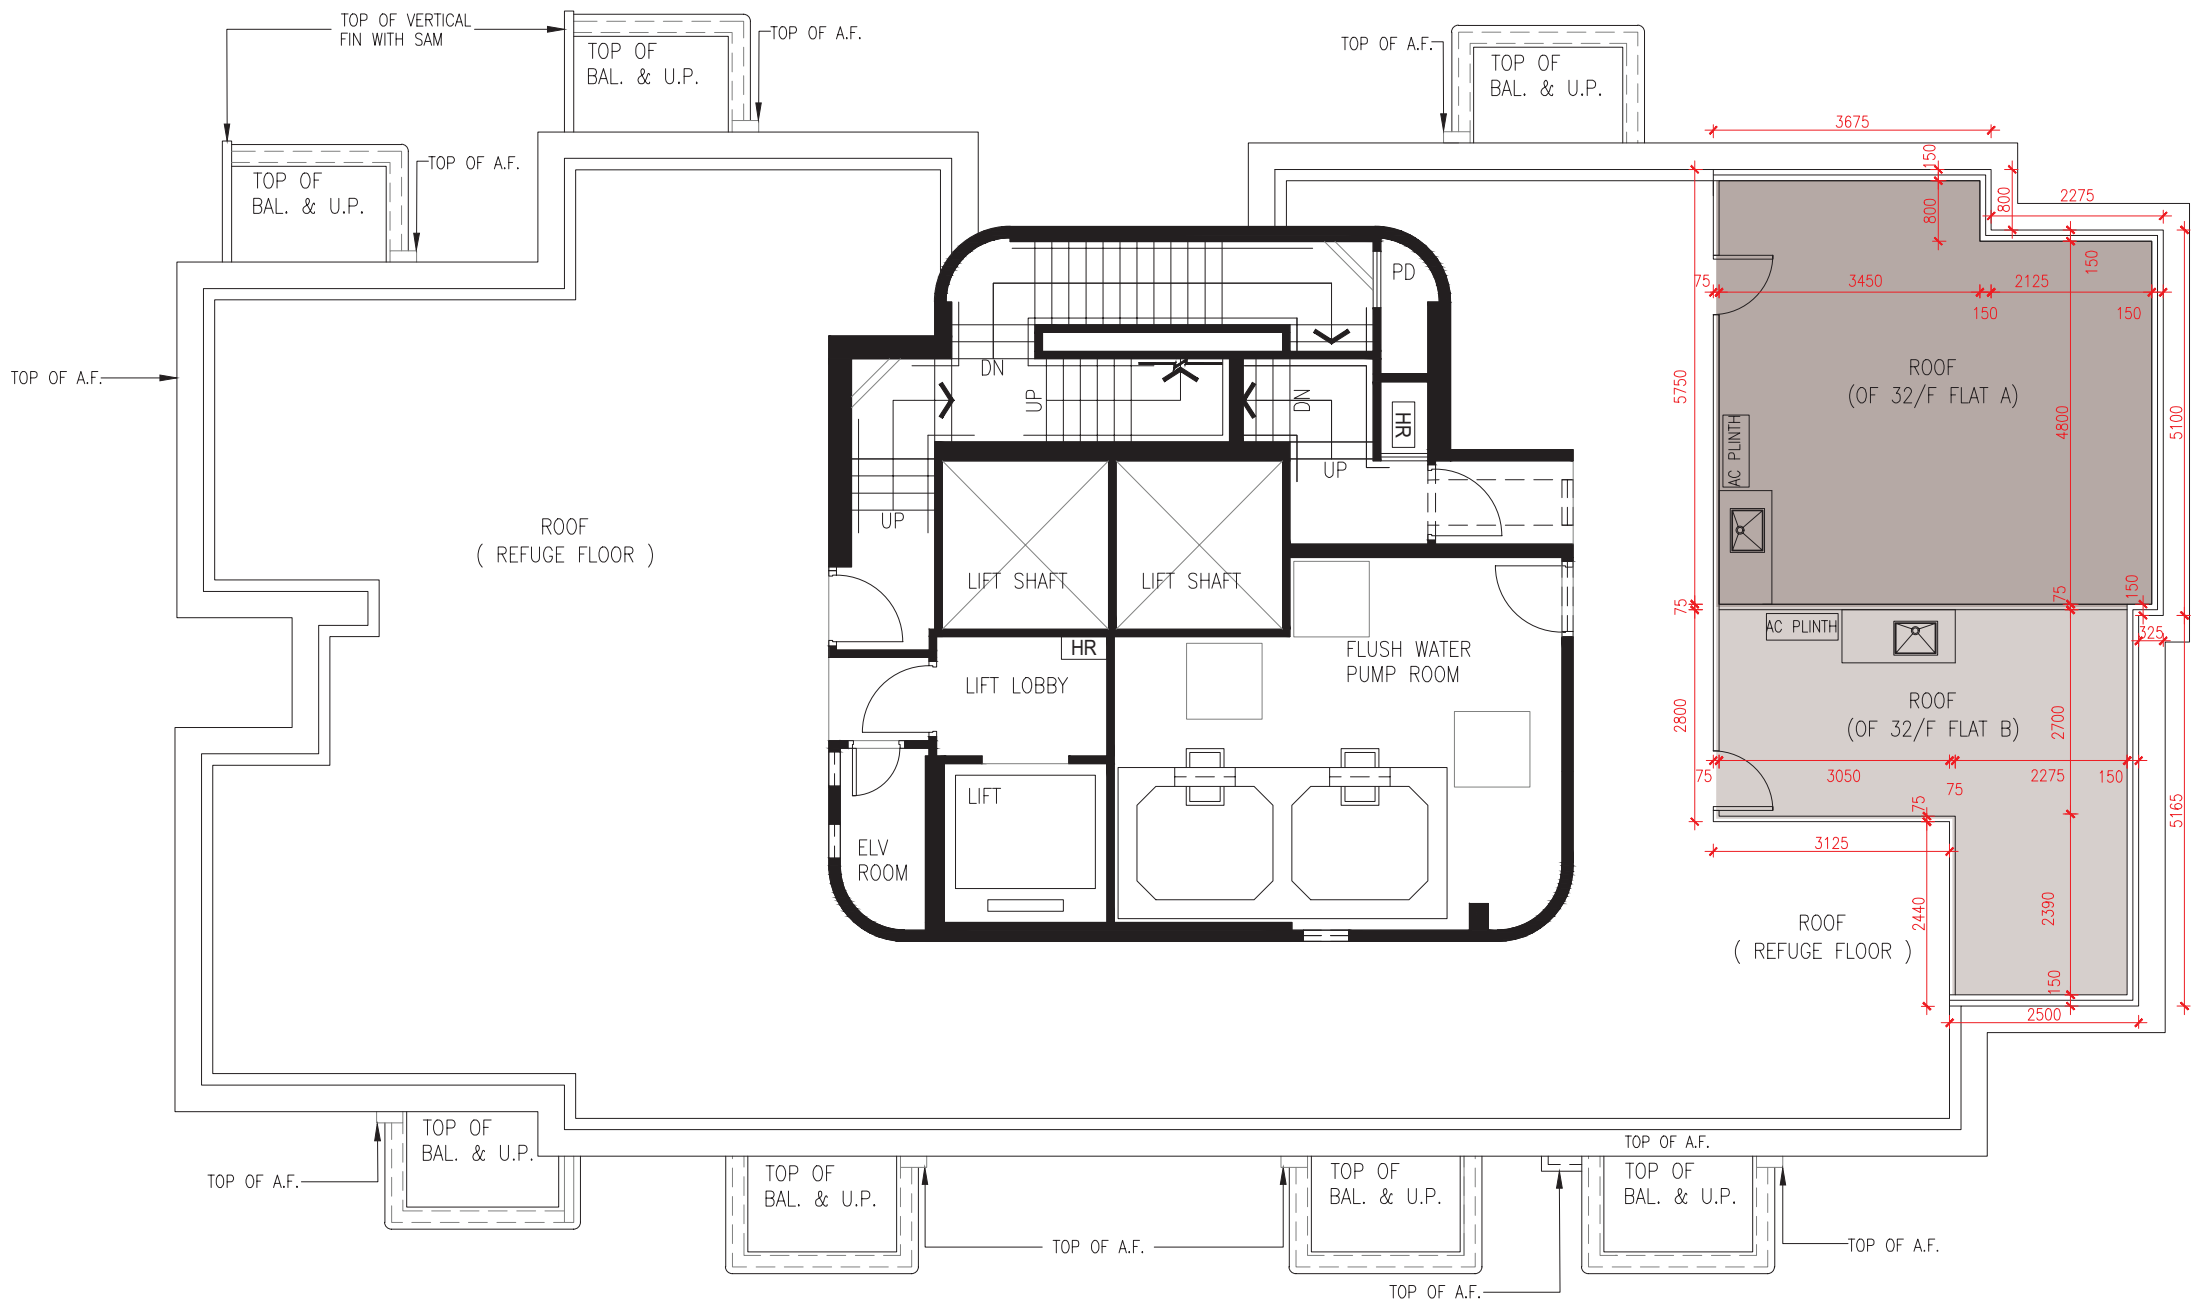 TOP OF VERTICAL
FIN WITH SAM
TOP OF
BAL. & U.P.
TOP OF A.F.
TOP OF A.F.
TOP OF
BAL. & U.P.
TOP OF
BAL. & U.P.
TOP OF A.F.
3675
150
800
800
2275
PD
75
3450
2125
150
150
150
DN
UP
DN
HR
UP
UP
TOP OF A.F.
5750
ROOF
(OF 32/F FLAT A)
4800
5100
AC PLINTH
ROOF
( REFUGE FLOOR )
LIFT SHAFT
LIFT SHAFT
75
75
150
AC PLINTH
325
HR
FLUSH WATER
PUMP ROOM
LIFT LOBBY
2800
ROOF
(OF 32/F FLAT B)
2700
75
3050
75
2275
150
75
5165
LIFT
ELV
ROOM
3125
2440
2390
ROOF
( REFUGE FLOOR )
150
2500
TOP OF
BAL. & U.P.
TOP OF A.F.
TOP OF A.F.
TOP OF
BAL. & U.P.
TOP OF
BAL. & U.P.
TOP OF
BAL. & U.P.
TOP OF A.F.
TOP OF A.F.
TOP OF A.F.